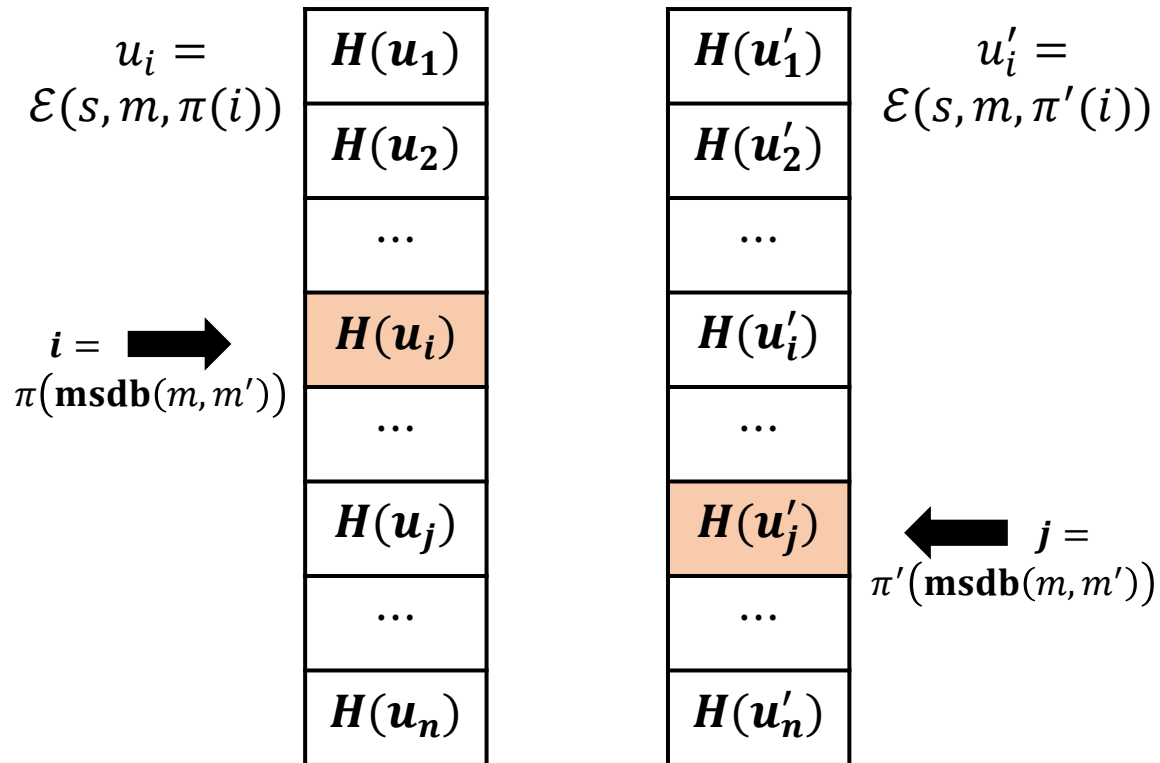 u_i =
ℰ(s, m, π(i))
H(u_1)
H(u_2)
⋯
H(u_i)
⋯
H(u_j)
⋯
H(u_n)
i =
π(msdb(m, m′))
H(u′_1)
H(u′_2)
⋯
H(u′_i)
⋯
H(u′_j)
⋯
H(u′_n)
u′_i =
ℰ(s, m, π′(i))
j =
π′(msdb(m, m′))